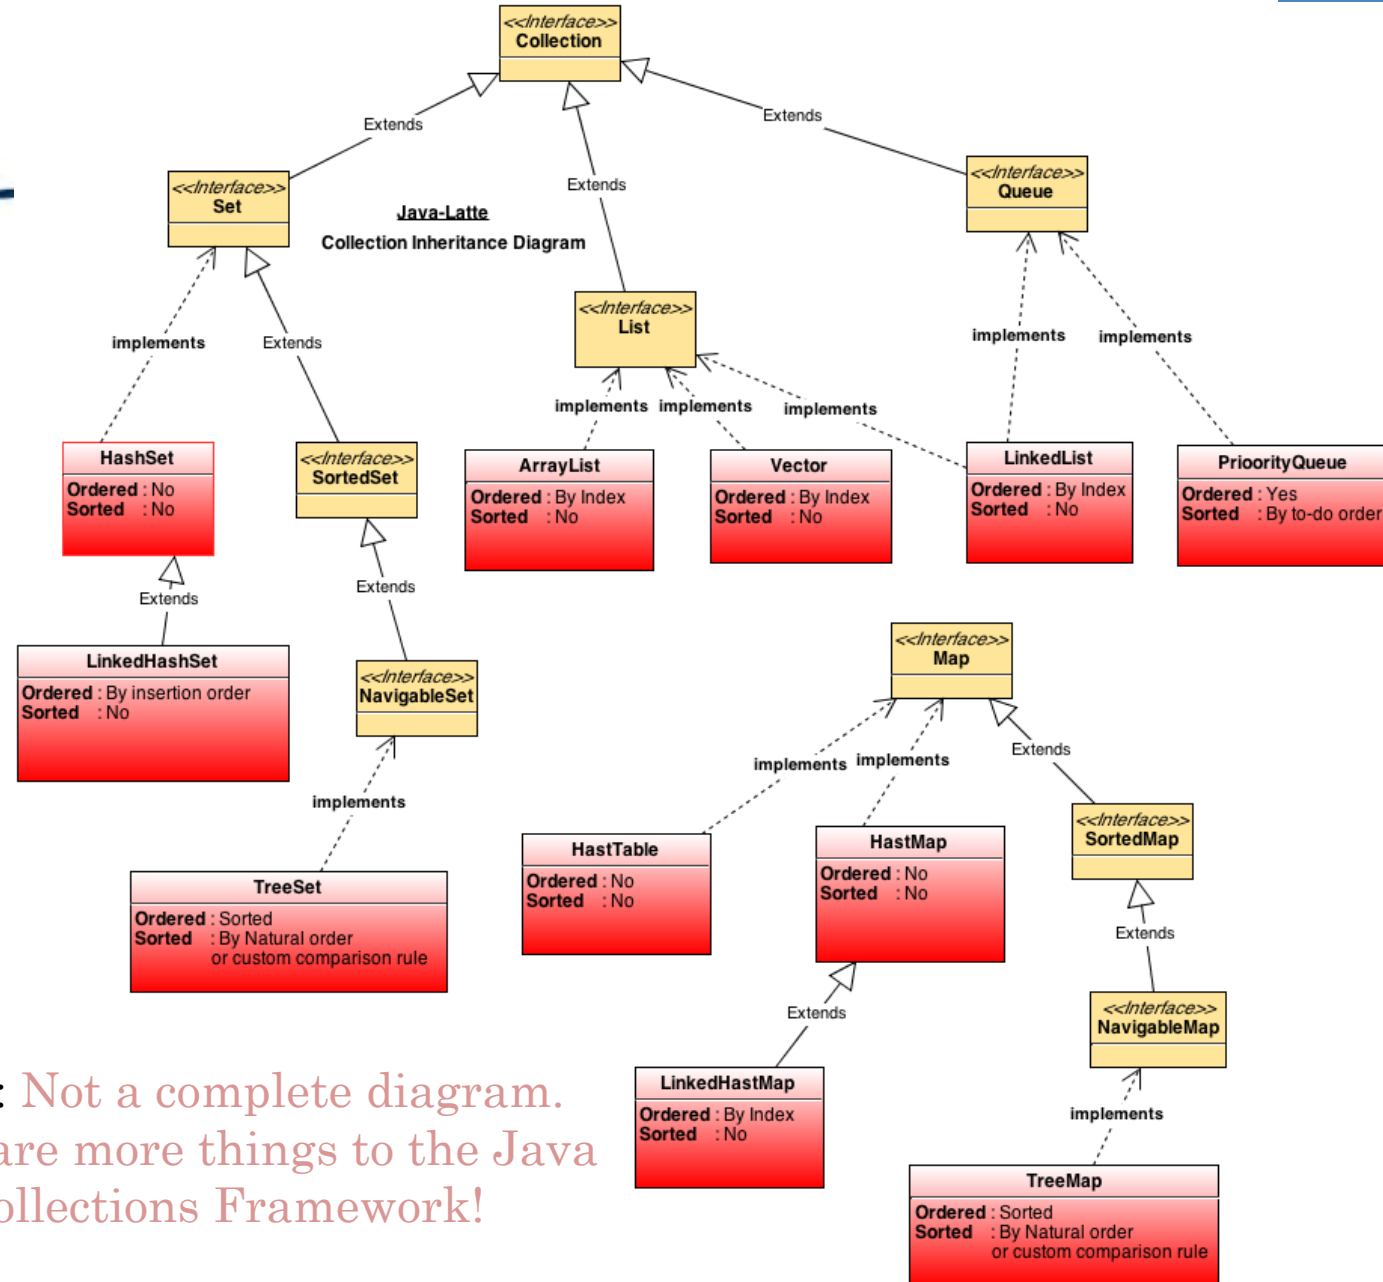 <<Interface>>
Collection
Extends
Extends
Extends
<<Interface>>
Set
<<Interface>>
Queue
Java-Latte
Collection Inheritance Diagram
<<Interface>>
List
implements
Extends
implements
implements
implements
implements
implements
HashSet
Ordered : No
Sorted : No
<<Interface>>
SortedSet
ArrayList
Ordered : By Index
Sorted : No
Vector
Ordered : By Index
Sorted : No
LinkedList
Ordered : By Index
Sorted : No
PrioorityQueue
Ordered : Yes
Sorted : By to-do order
Extends
Extends
LinkedHashSet
Ordered : By insertion order
Sorted : No
<<Interface>>
NavigableSet
<<Interface>>
Map
implements
implements
implements
Extends
TreeSet
Ordered : Sorted
Sorted : By Natural order
or custom comparison rule
HastTable
Ordered : No
Sorted : No
HastMap
Ordered : No
Sorted : No
<<Interface>>
SortedMap
Extends
Extends
<<Interface>>
NavigableMap
LinkedHastMap
Ordered : By Index
Sorted : No
implements
TreeMap
Ordered : Sorted
Sorted : By Natural order
or custom comparison rule
: Not a complete diagram.
are more things to the Java
ollections Framework!